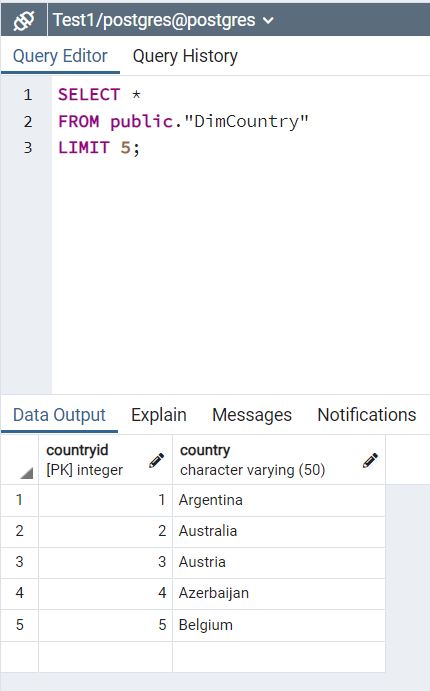 Test1/postgres@postgres
Query Editor Query History
1 SELECT *
2 FROM public."DimCountry"
3 LIMIT 5;
Data Output Explain Messages Notifications
countryid country
[PK] integer character varying (50)
1 1 Argentina
2 2 Australia
3 3 Austria
4 4 Azerbaijan
5 5 Belgium